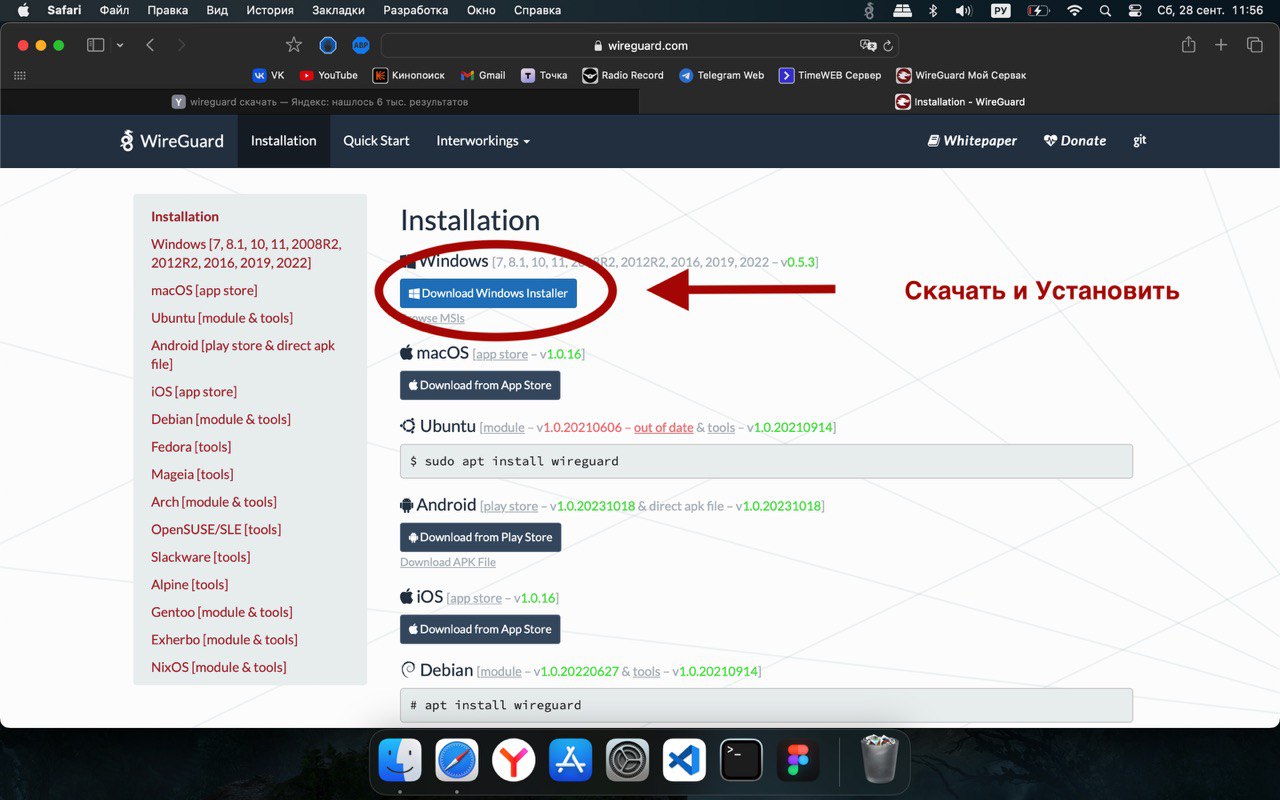 Safari Файл Правка Вид История Закладки Разработка Окно Справка РУ Сб, 28 сент. 11:56
ABP wireguard.com
VK YouTube Кинопоиск Gmail Точка Radio Record Telegram Web TimeWEB Сервер WireGuard Мой Сервак
wireguard скачать — Яндекс: нашлось 6 тыс. результатов Installation - WireGuard
WireGuard Installation Quick Start Interworkings Whitepaper Donate git
Installation
Windows [7, 8.1, 10, 11, 2008R2,
2012R2, 2016, 2019, 2022]
macOS [app store]
Ubuntu [module & tools]
Android [play store & direct apk
file]
iOS [app store]
Debian [module & tools]
Fedora [tools]
Mageia [tools]
Arch [module & tools]
OpenSUSE/SLE [tools]
Slackware [tools]
Alpine [tools]
Gentoo [module & tools]
Exherbo [module & tools]
NixOS [module & tools]
Installation
Windows [7, 8.1, 10, 11, 2008R2, 2012R2, 2016, 2019, 2022 – v0.5.3]
Download Windows Installer
Browse MSIs
Скачать и Установить
macOS [app store – v1.0.16]
Download from App Store
Ubuntu [module – v1.0.20210606 – out of date & tools – v1.0.20210914]
$ sudo apt install wireguard
Android [play store – v1.0.20231018 & direct apk file – v1.0.20231018]
Download from Play Store
Download APK File
iOS [app store – v1.0.16]
Download from App Store
Debian [module – v1.0.20220627 & tools – v1.0.20210914]
# apt install wireguard